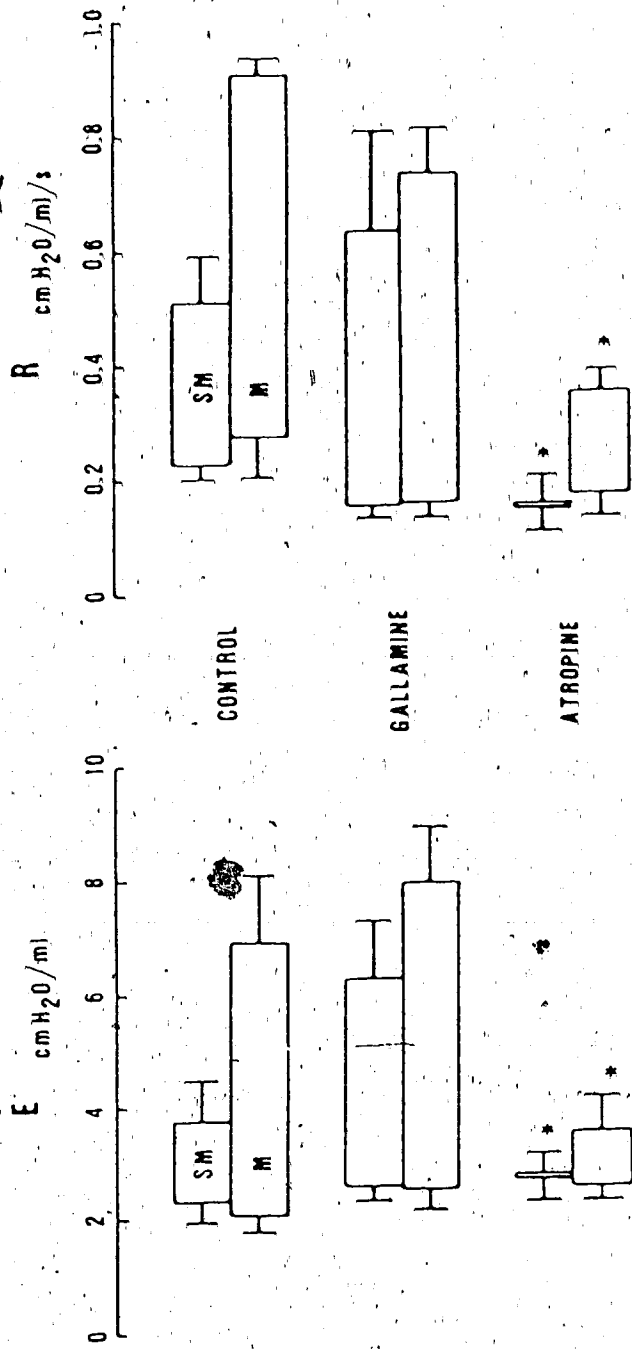 E
cmH₂O/ml
0 2 4 6 8 10
SM
M
R
cmH₂O/ml/s
0 0,2 0,4 0,6 0,8 1,0
SM
M
CONTROL
GALLAMINE
ATROPINE
*
*
*
*